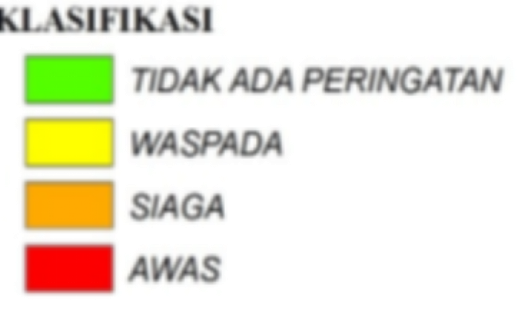 KLASIFIKASI
TIDAK ADA PERINGATAN
WASPADA
SIAGA
AWAS